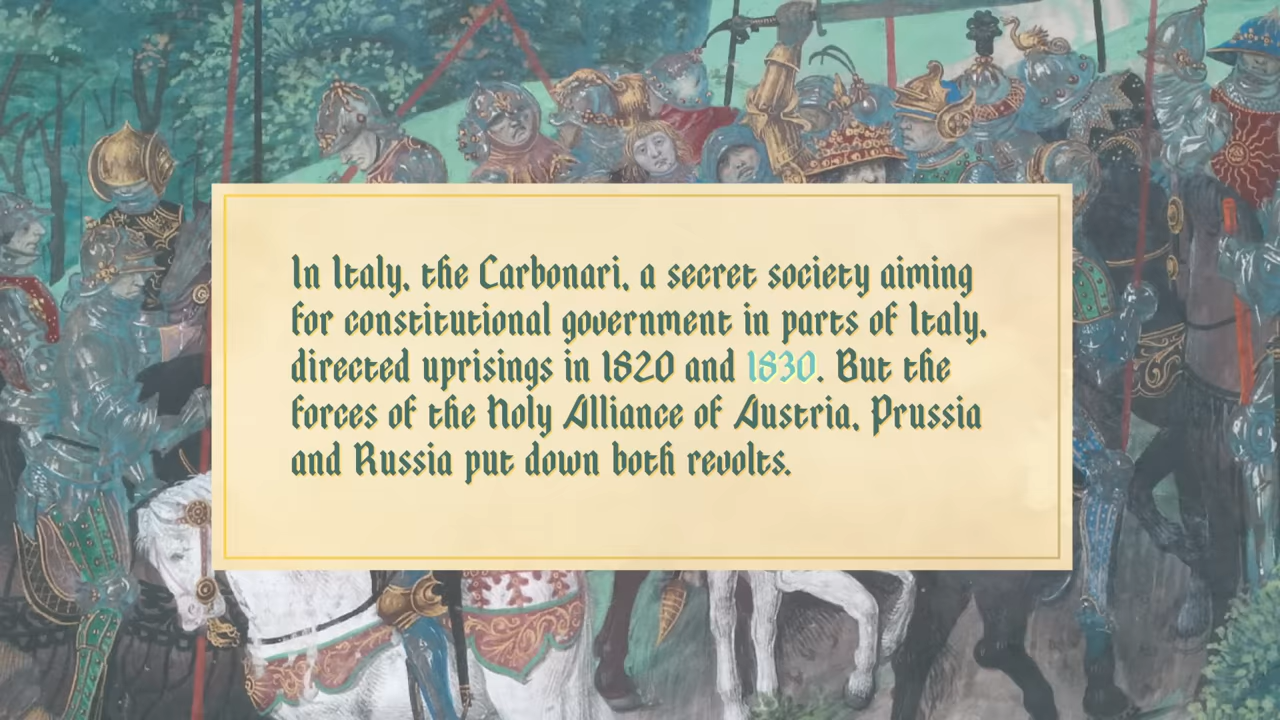 In Italy, the Carbonari, a secret society aiming
for constitutional government in parts of Italy,
directed uprisings in 1820 and 1830. But the
forces of the Holy Alliance of Austria, Prussia
and Russia put down both revolts.